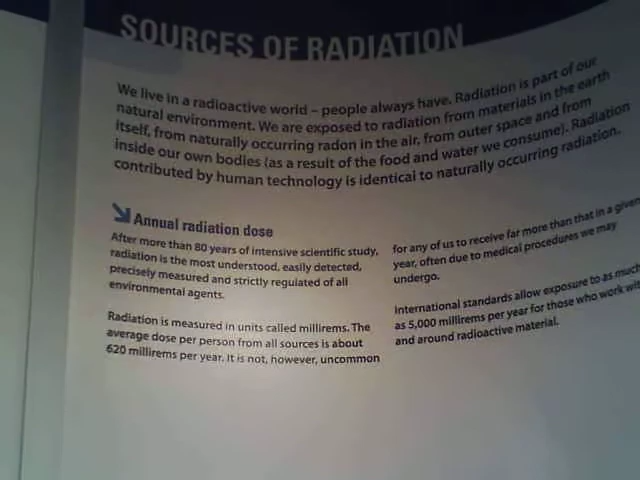 SOURCES OF RADIATION
We live in a radioactive world – people always have. Radiation is part of our
natural environment. We are exposed to radiation from materials in the earth
itself, from naturally occurring radon in the air, from outer space and from
inside our own bodies (as a result of the food and water we consume). Radiation
contributed by human technology is identical to naturally occurring radiation.
Annual radiation dose
After more than 80 years of intensive scientific study,
radiation is the most understood, easily detected,
precisely measured and strictly regulated of all
environmental agents.
Radiation is measured in units called millirems. The
average dose per person from all sources is about
620 millirems per year. It is not, however, uncommon
for any of us to receive far more than that in a given
year, often due to medical procedures we may
undergo.
International standards allow exposure to as much
as 5,000 millirems per year for those who work with
and around radioactive material.